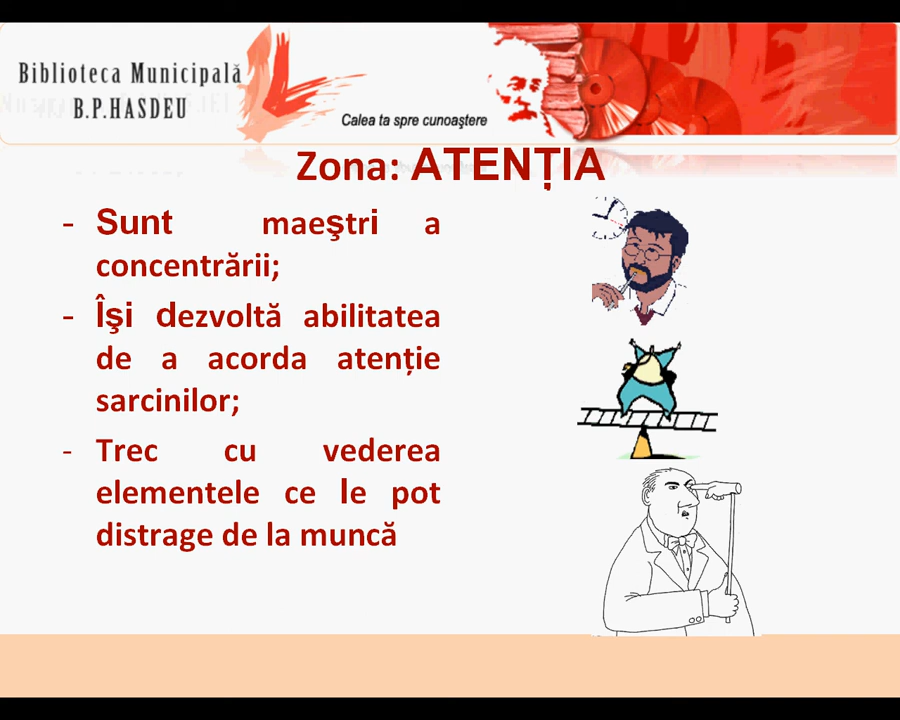 Biblioteca Municipală
B.P.HASDEU
Calea ta spre cunoaştere
Zona: ATENȚIA
- Sunt maeştri a
concentrării;
- Îşi dezvoltă abilitatea
de a acorda atenție
sarcinilor;
- Trec cu vederea
elementele ce le pot
distrage de la muncă